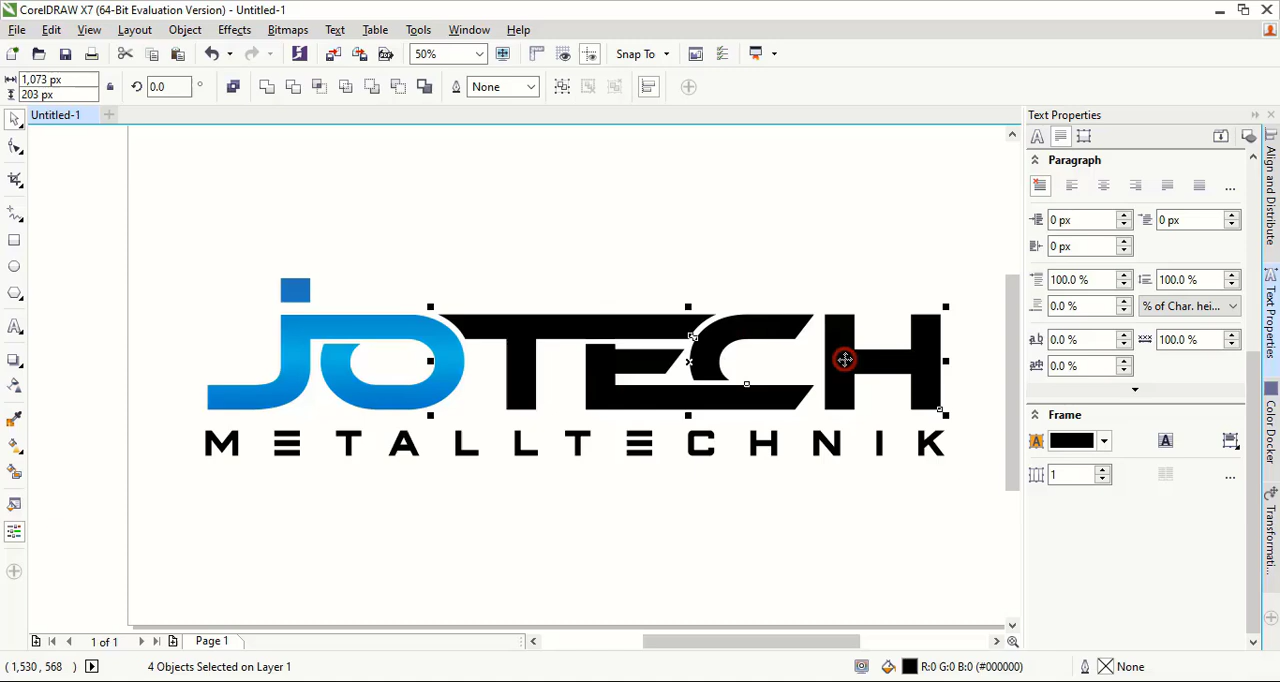 CorelDRAW X7 (64-Bit Evaluation Version) - Untitled-1
File Edit View Layout Object Effects Bitmaps Text Table Tools Window Help
50% Snap To
1,073 px
203 px
0.0 ° None
Untitled-1
Text Properties
Paragraph
0 px 0 px
0 px
100.0 % 100.0 %
0.0 % % of Char. hei...
0.0 % 100.0 %
0.0 %
Frame
1
Align and Distribute
Text Properties
Color Docker
Transformati...
JOTECH
METALLTECHNIK
1 of 1 Page 1
( 1,530 , 568 ) 4 Objects Selected on Layer 1 R:0 G:0 B:0 (#000000) None